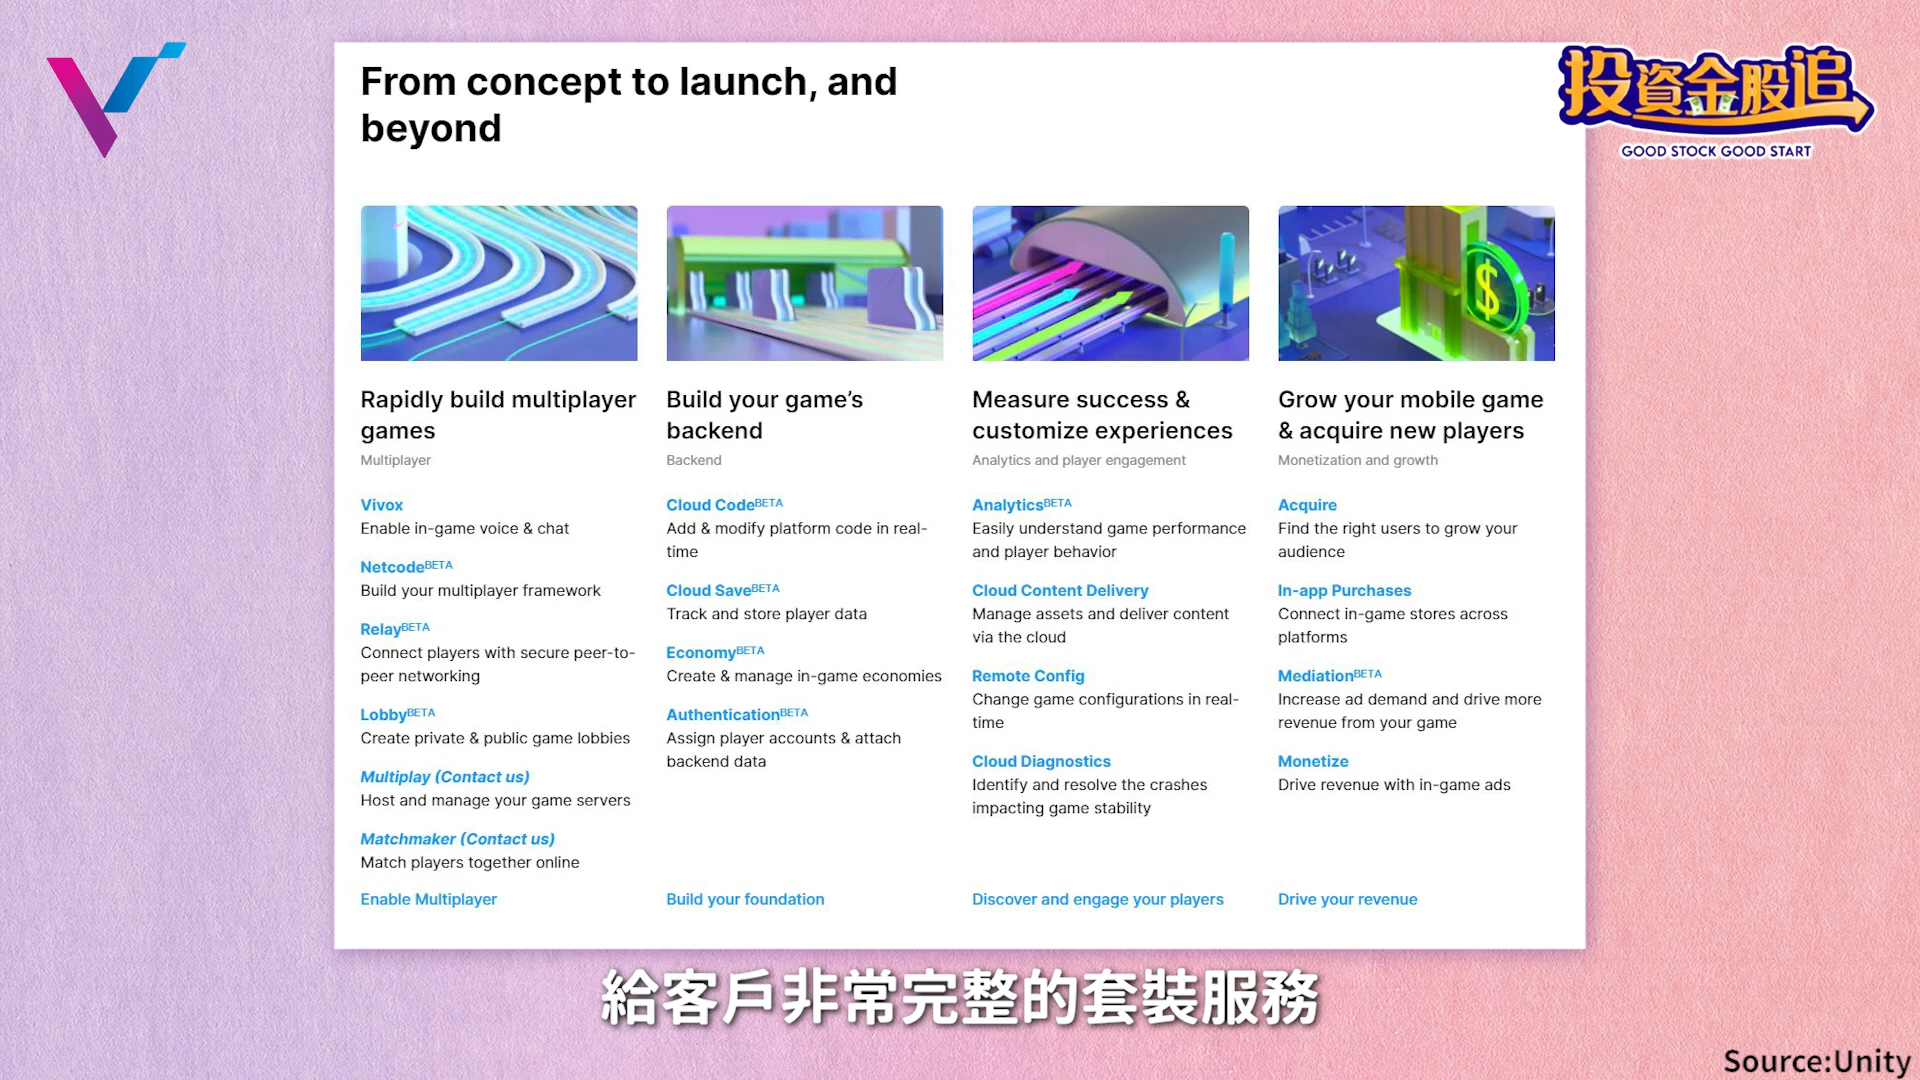 投資金股追
GOOD STOCK GOOD START
From concept to launch, and
beyond
Rapidly build multiplayer
games
Multiplayer
Vivox
Enable in-game voice & chat
NetcodeBETA
Build your multiplayer framework
RelayBETA
Connect players with secure peer-to-
peer networking
LobbyBETA
Create private & public game lobbies
Multiplay (Contact us)
Host and manage your game servers
Matchmaker (Contact us)
Match players together online
Enable Multiplayer
Build your game’s
backend
Backend
Cloud CodeBETA
Add & modify platform code in real-
time
Cloud SaveBETA
Track and store player data
EconomyBETA
Create & manage in-game economies
AuthenticationBETA
Assign player accounts & attach
backend data
Build your foundation
Measure success &
customize experiences
Analytics and player engagement
AnalyticsBETA
Easily understand game performance
and player behavior
Cloud Content Delivery
Manage assets and deliver content
via the cloud
Remote Config
Change game configurations in real-
time
Cloud Diagnostics
Identify and resolve the crashes
impacting game stability
Discover and engage your players
$
Grow your mobile game
& acquire new players
Monetization and growth
Acquire
Find the right users to grow your
audience
In-app Purchases
Connect in-game stores across
platforms
MediationBETA
Increase ad demand and drive more
revenue from your game
Monetize
Drive revenue with in-game ads
Drive your revenue
給客戶非常完整的套裝服務
Source:Unity